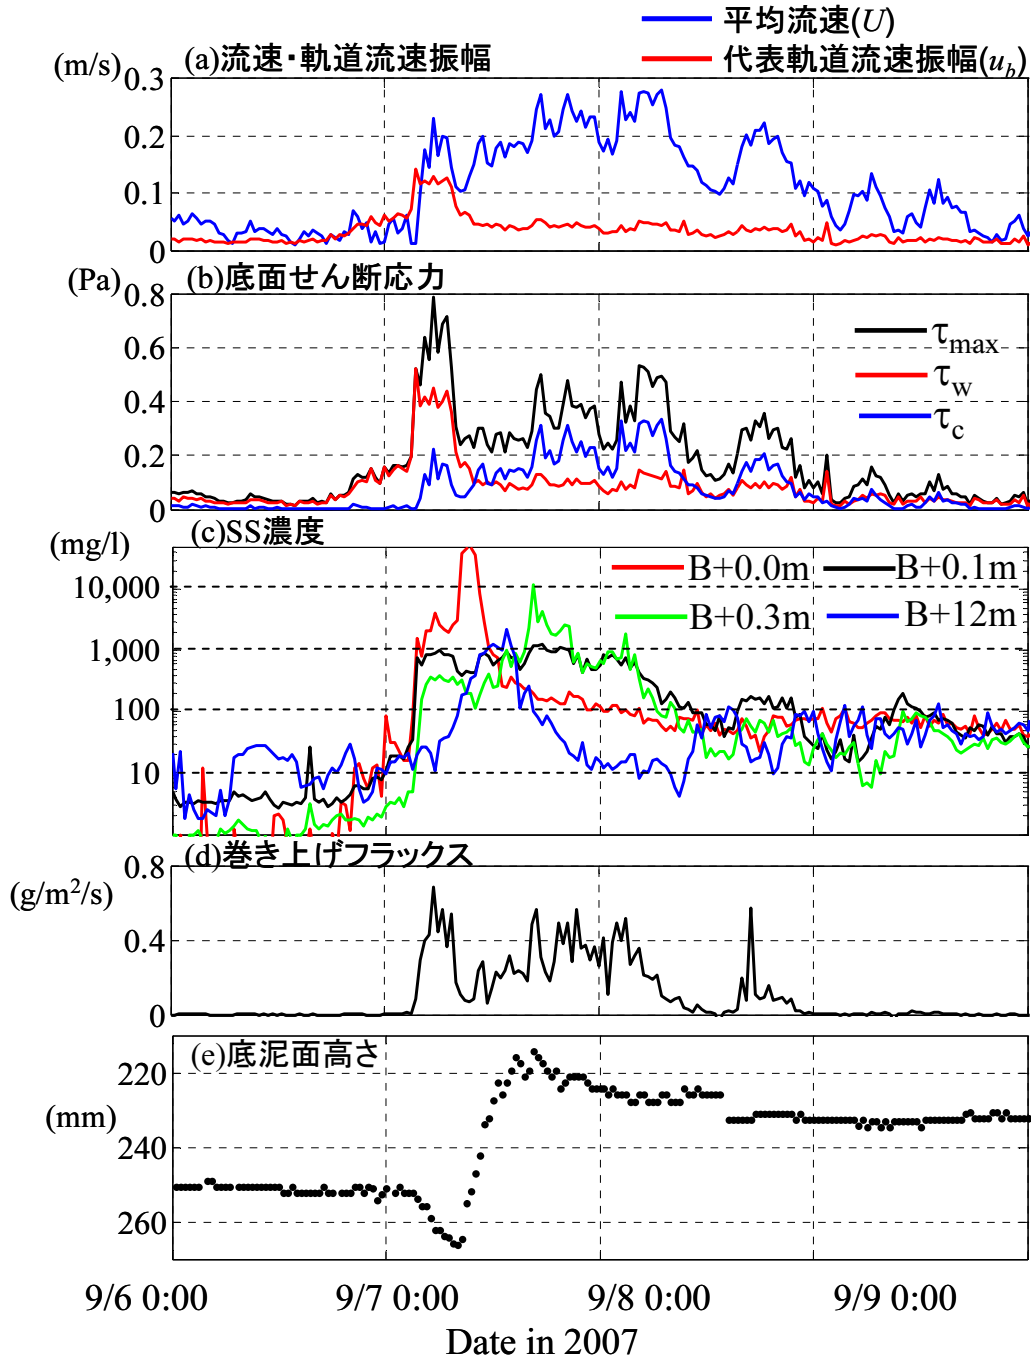 平均流速(U)
代表軌道流速振幅(u_b)
(m/s)
(a)流速・軌道流速振幅
0.3
0.2
0.1
0
(Pa)
(b)底面せん断応力
0.8
0.6
0.4
0.2
0
τmax
τw
τc
(mg/l)
(c)SS濃度
10,000
1,000
100
10
B+0.0m
B+0.1m
B+0.3m
B+12m
(d)巻き上げフラックス
(g/m²/s)
0.8
0.4
0
(e)底泥面高さ
(mm)
220
240
260
9/6 0:00
9/7 0:00
9/8 0:00
9/9 0:00
Date in 2007